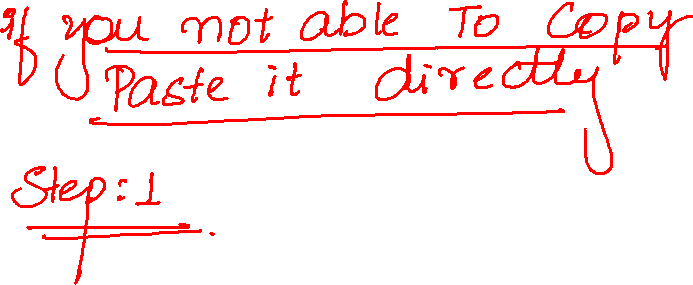 If you not able To Copy
Paste it directly
Step:1